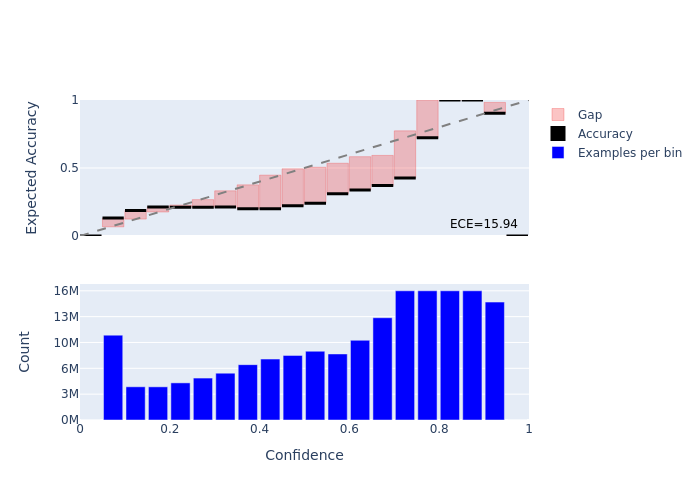 1
0.5
0
Expected Accuracy
ECE=15.94
Gap
Accuracy
Examples per bin
16M
13M
10M
6M
3M
0M
Count
0 0.2 0.4 0.6 0.8 1
Confidence